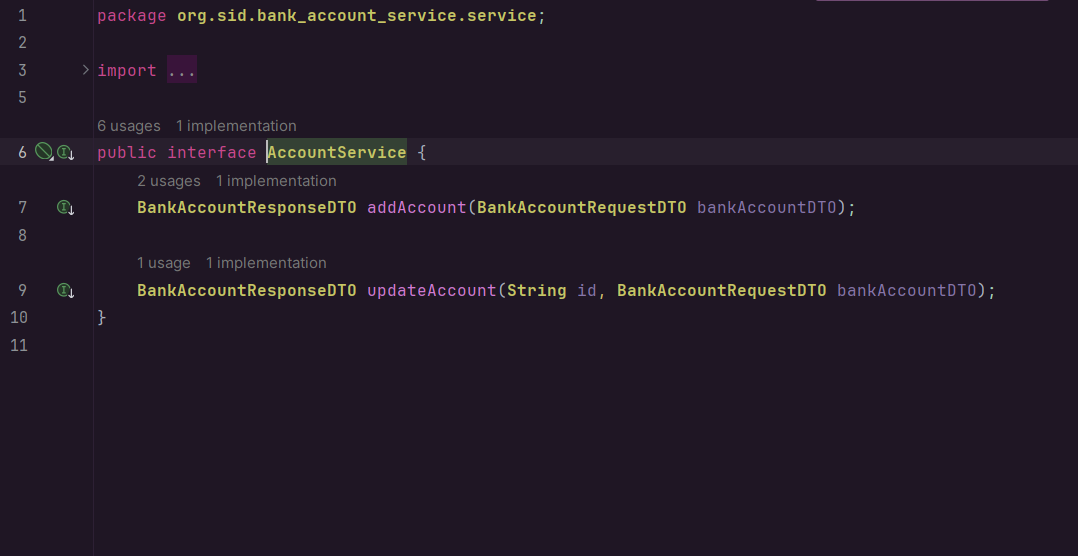 1 package org.sid.bank_account_service.service;
2
3 import ...
5
6 usages 1 implementation
6 public interface AccountService {
2 usages 1 implementation
7 BankAccountResponseDTO addAccount(BankAccountRequestDTO bankAccountDTO);
8
1 usage 1 implementation
9 BankAccountResponseDTO updateAccount(String id, BankAccountRequestDTO bankAccountDTO);
10 }
11